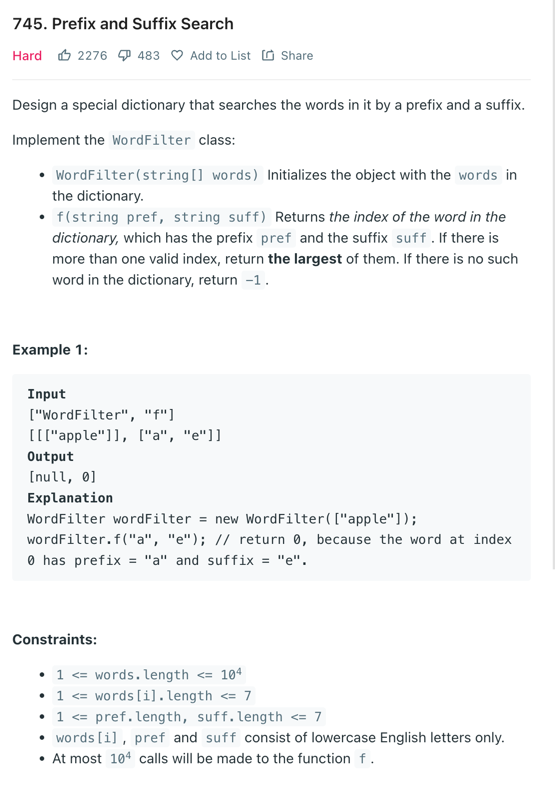 745. Prefix and Suffix Search
Hard 2276 483 Add to List Share
Design a special dictionary that searches the words in it by a prefix and a suffix.
Implement the WordFilter class:
• WordFilter(string[] words) Initializes the object with the words in
the dictionary.
• f(string pref, string suff) Returns the index of the word in the
dictionary, which has the prefix pref and the suffix suff. If there is
more than one valid index, return the largest of them. If there is no such
word in the dictionary, return -1.
Example 1:
Input
["WordFilter", "f"]
[[["apple"]], ["a", "e"]]
Output
[null, 0]
Explanation
WordFilter wordFilter = new WordFilter(["apple"]);
wordFilter.f("a", "e"); // return 0, because the word at index
0 has prefix = "a" and suffix = "e".
Constraints:
• 1 <= words.length <= 10⁴
• 1 <= words[i].length <= 7
• 1 <= pref.length, suff.length <= 7
• words[i], pref and suff consist of lowercase English letters only.
• At most 10⁴ calls will be made to the function f.